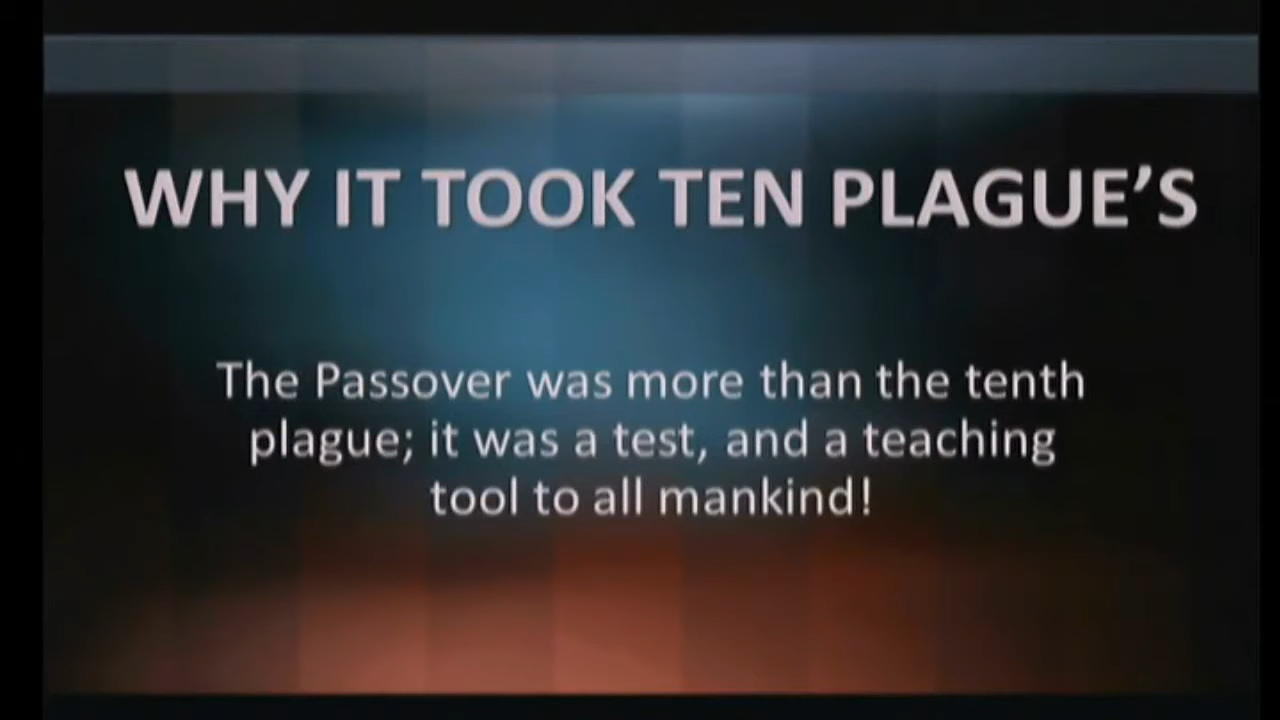 WHY IT TOOK TEN PLAGUE’S
The Passover was more than the tenth
plague; it was a test, and a teaching
tool to all mankind!